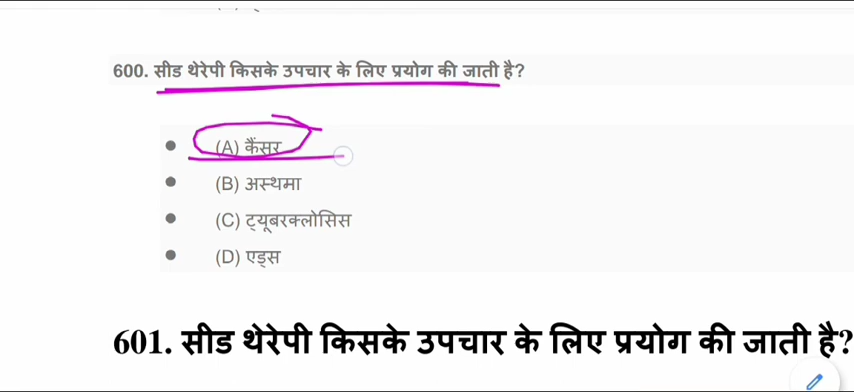 600. सीड थेरेपी किसके उपचार के लिए प्रयोग की जाती है?
(A) कैंसर
(B) अस्थमा
(C) ट्यूबरक्लोसिस
(D) एड्स
601. सीड थेरेपी किसके उपचार के लिए प्रयोग की जाती है?